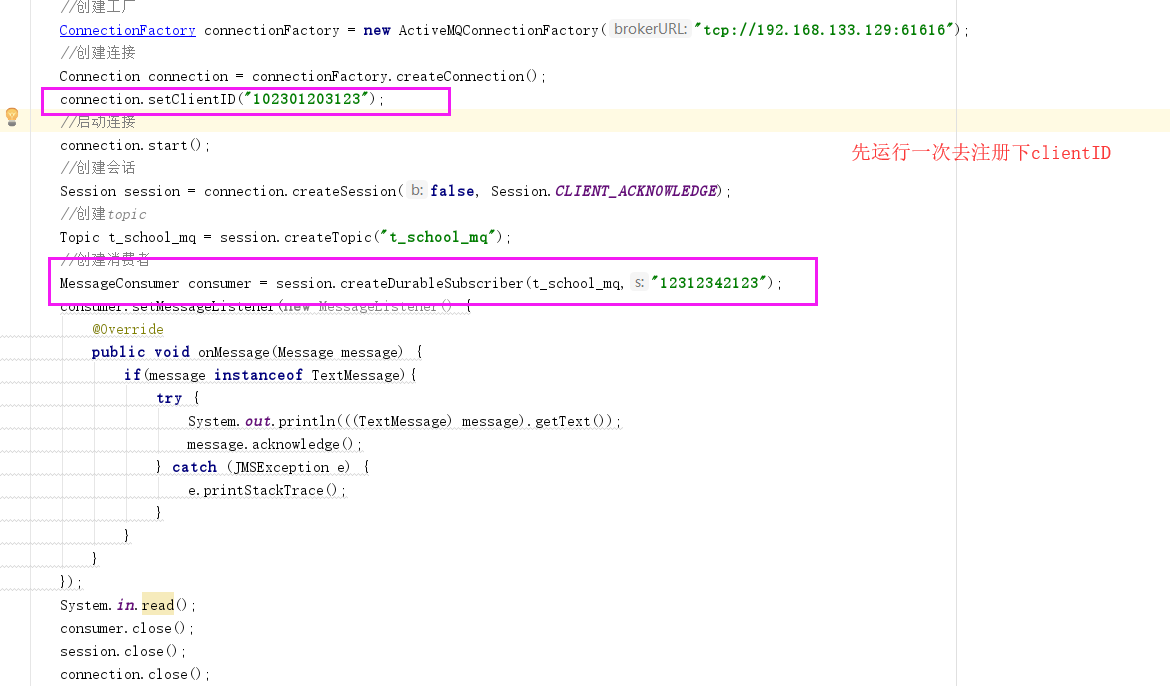 //创建工厂
ConnectionFactory connectionFactory = new ActiveMQConnectionFactory( brokerURL: "tcp://192.168.133.129:61616");
//创建连接
Connection connection = connectionFactory.createConnection();
connection.setClientID("102301203123");
//启动连接
connection.start();
先运行一次去注册下clientID
//创建会话
Session session = connection.createSession( b: false, Session.CLIENT_ACKNOWLEDGE);
//创建topic
Topic t_school_mq = session.createTopic("t_school_mq");
//创建消费者
MessageConsumer consumer = session.createDurableSubscriber(t_school_mq, s: "12312342123");
consumer.setMessageListener(new MessageListener() {
@Override
public void onMessage(Message message) {
if(message instanceof TextMessage){
try {
System.out.println(((TextMessage) message).getText());
message.acknowledge();
} catch (JMSException e) {
e.printStackTrace();
}
}
}
});
System.in.read();
consumer.close();
session.close();
connection.close();